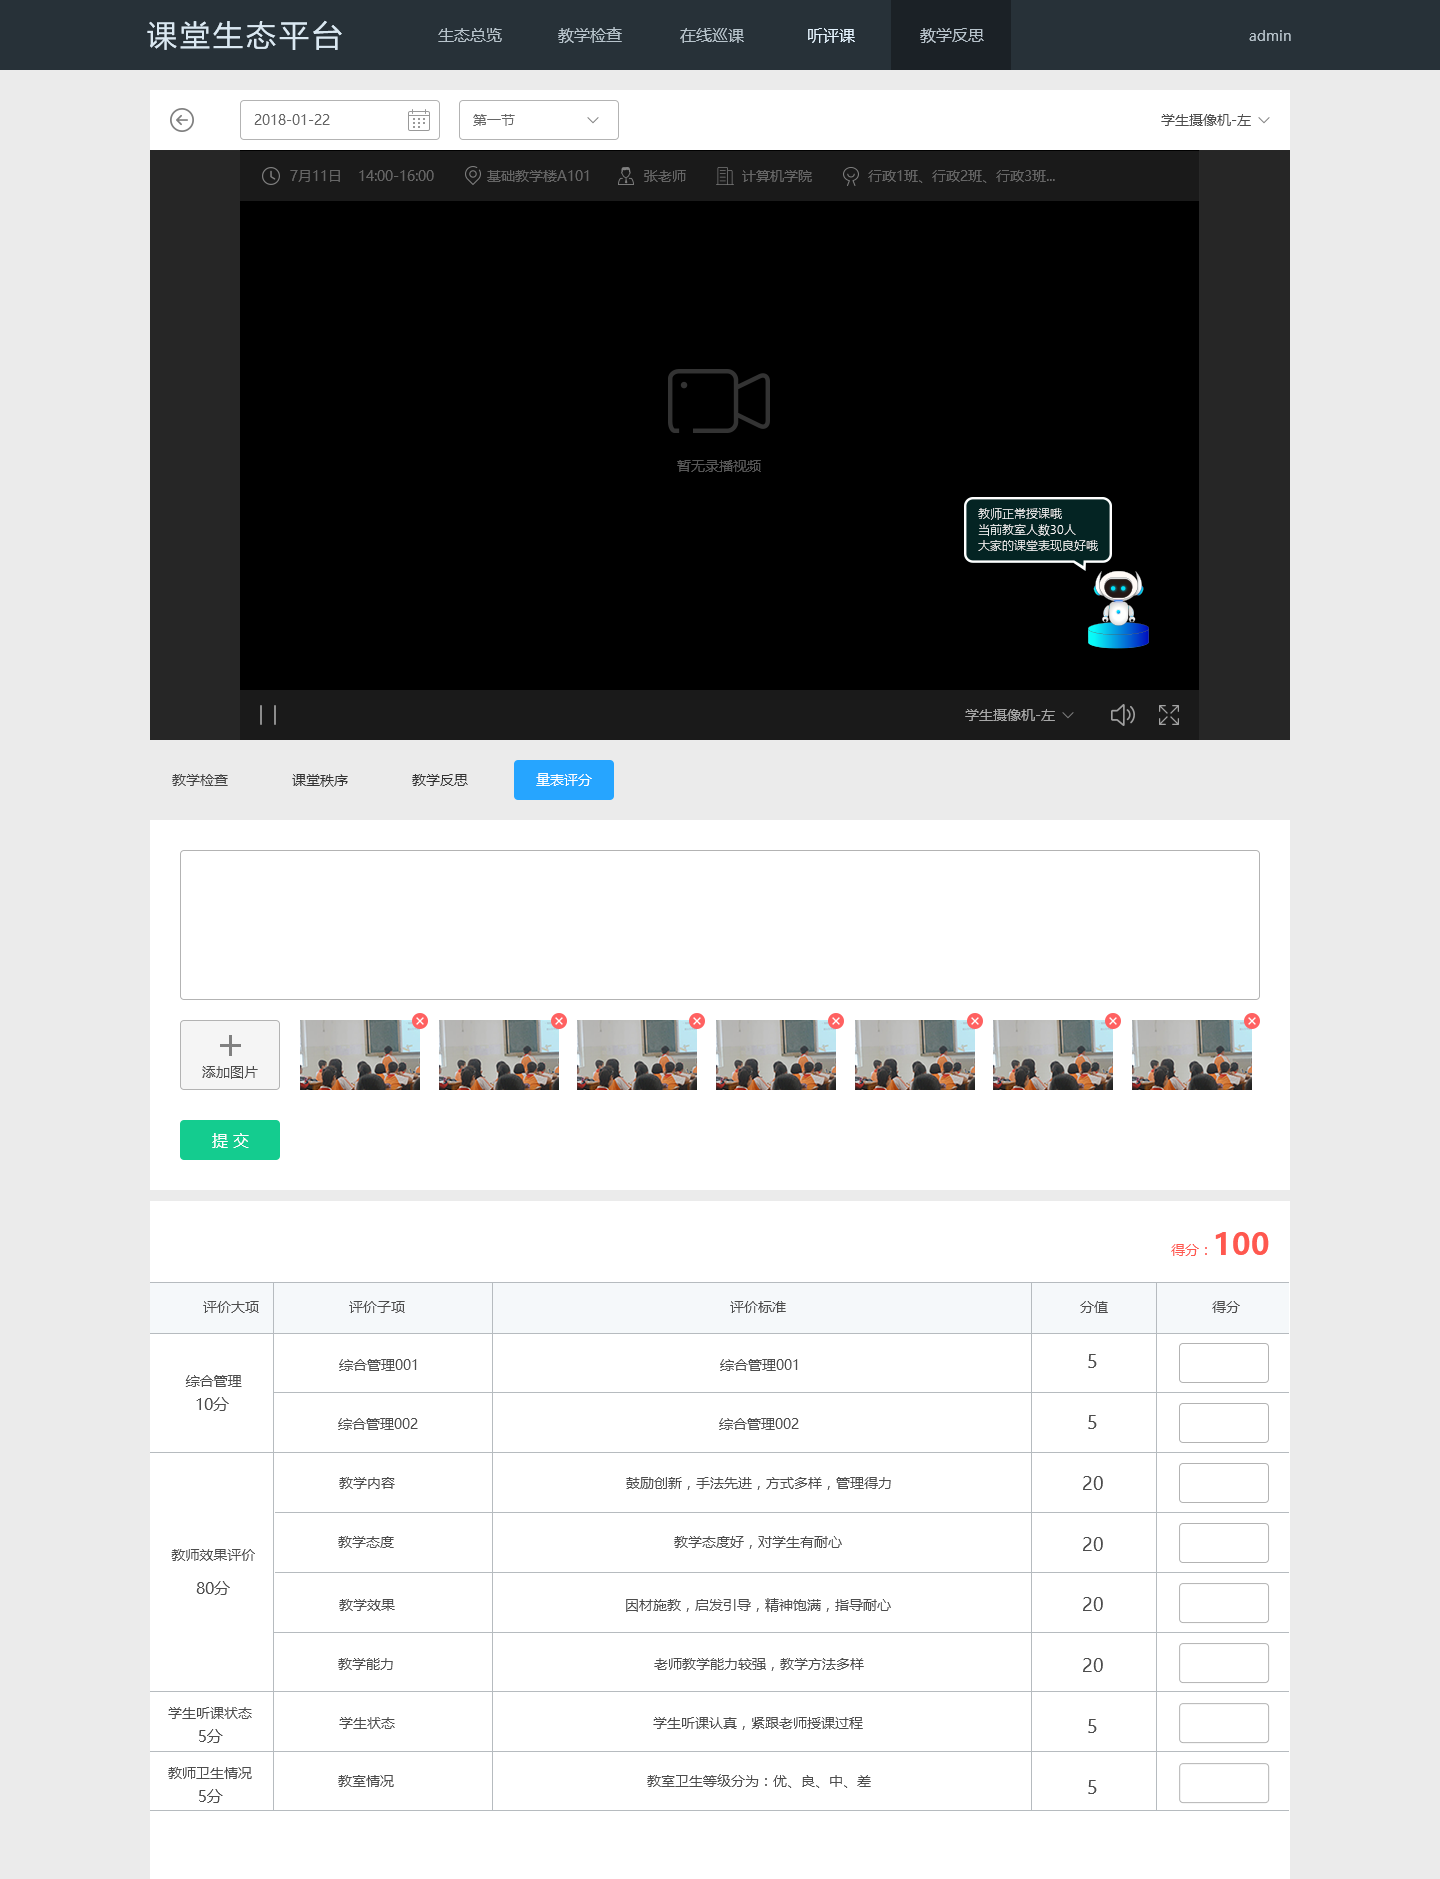 课堂生态平台 生态总览 教学检查 在线巡课 听评课 教学反思 admin
2018-01-22 第一节 学生摄像机-左
7月11日 14:00-16:00 基础教学楼A101 张老师 计算机学院 行政1班、行政2班、行政3班...
暂无录播视频
教师正常授课哦
当前教室人数30人
大家的课堂表现良好哦
学生摄像机-左
教学检查 课堂秩序 教学反思 量表评分
添加图片
提 交
得分：100
评价大项 评价子项 评价标准 分值 得分
综合管理
10分
综合管理001 综合管理001 5
综合管理002 综合管理002 5
教师效果评价
80分
教学内容 鼓励创新，手法先进，方式多样，管理得力 20
教学态度 教学态度好，对学生有耐心 20
教学效果 因材施教，启发引导，精神饱满，指导耐心 20
教学能力 老师教学能力较强，教学方法多样 20
学生听课状态
5分
学生状态 学生听课认真，紧跟老师授课过程 5
教师卫生情况
5分
教室情况 教室卫生等级分为：优、良、中、差 5